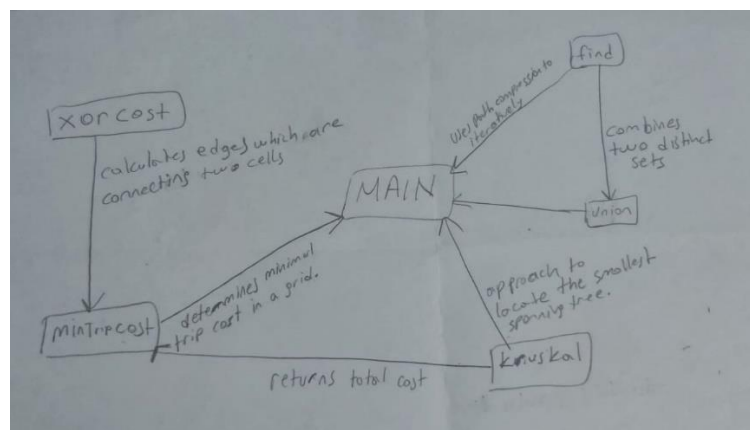 find
xorcost
Uses path compression to
iteratively
calculates edges which are
connecting two cells
combines
two distinct
sets
MAIN
union
determines minimal
trip cost in a grid.
approach to
locate the smallest
spanning tree.
minTripcost
kruskal
returns total cost